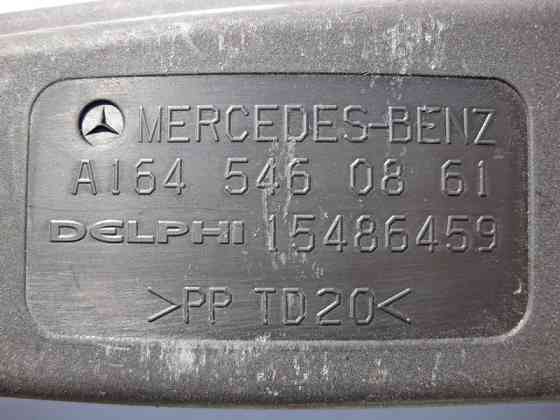 MERCEDES-BENZ
A164 546 08 61
DELPHI 15486459
>PP TD20<